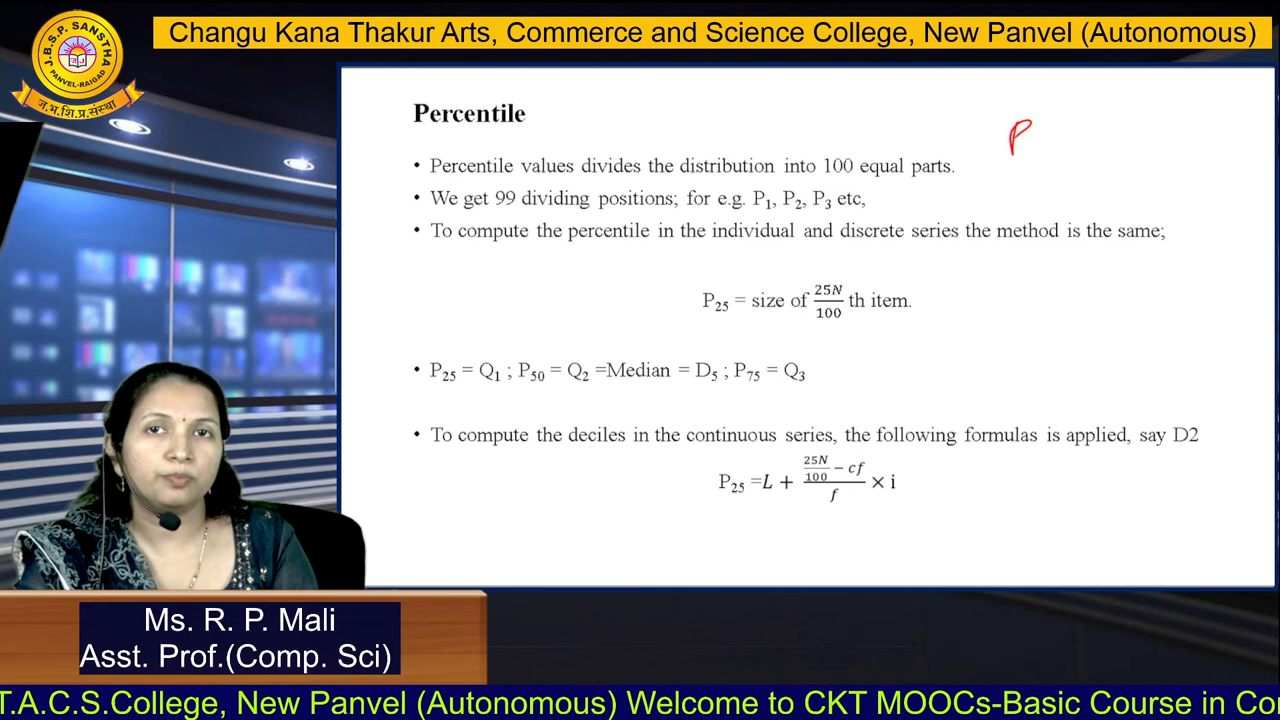 Changu Kana Thakur Arts, Commerce and Science College, New Panvel (Autonomous)
J.B.S.P. SANSTHA
PANVEL-RAIGAD
ज.भ.शि.प्र.संस्था
P
Percentile
• Percentile values divides the distribution into 100 equal parts.
• We get 99 dividing positions; for e.g. P₁, P₂, P₃ etc,
• To compute the percentile in the individual and discrete series the method is the same;
P₂₅ = size of 25N/100 th item.
• P₂₅ = Q₁ ; P₅₀ = Q₂ =Median = D₅ ; P₇₅ = Q₃
• To compute the deciles in the continuous series, the following formulas is applied, say D2
P₂₅ =L + (25N/100 − cf)/f × i
Ms. R. P. Mali
Asst. Prof.(Comp. Sci)
T.A.C.S.College, New Panvel (Autonomous) Welcome to CKT MOOCs-Basic Course in Co